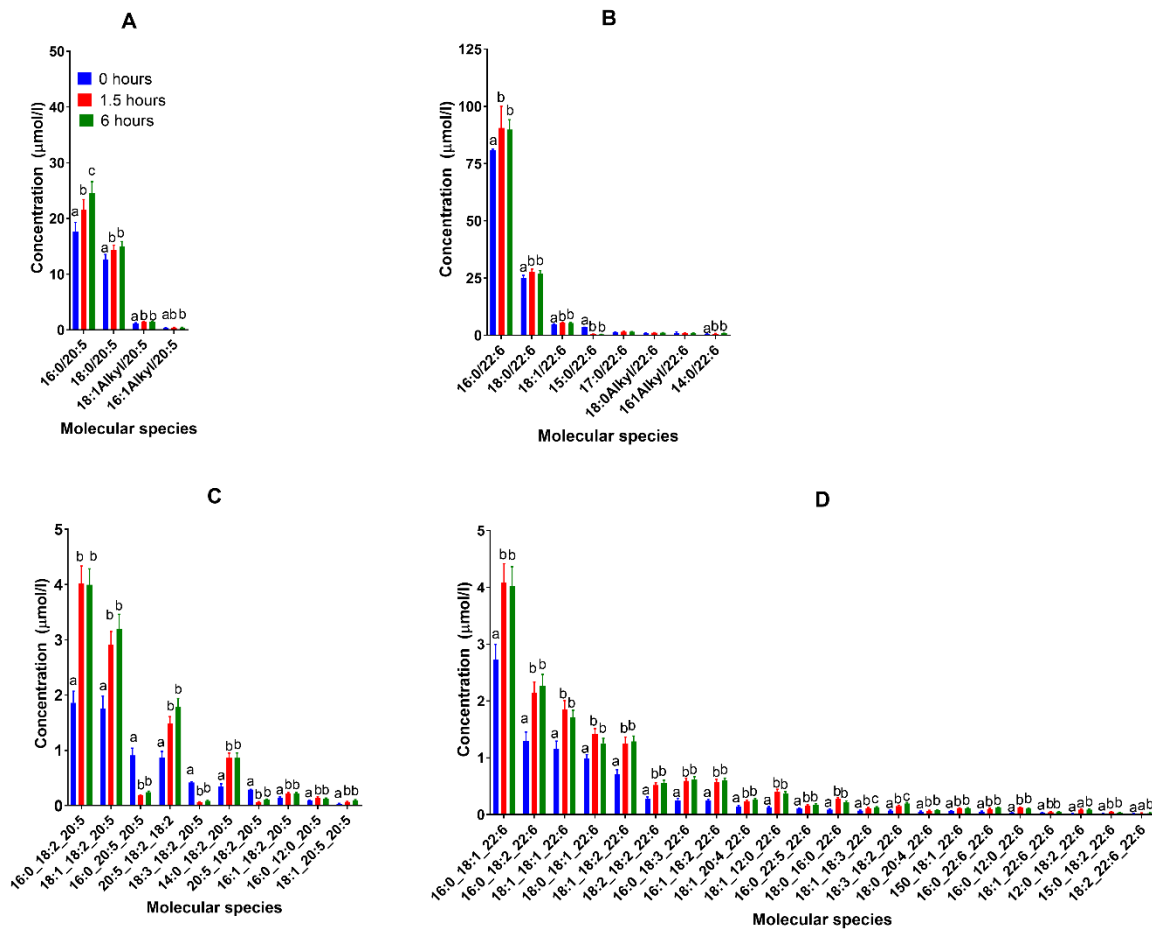 A
Concentration (μmol/l)
50
40
30
20
10
0
0 hours
1.5 hours
6 hours
a b c
a b b
a b b
a b b
16:0/20:5
18:0/20:5
18:1Alkyl/20:5
16:1Alkyl/20:5
Molecular species
B
Concentration (μmol/l)
125
100
75
50
25
0
a b b
a b b
a b b
a b b
a b b
16:0/22:6
18:0/22:6
18:1/22:6
15:0/22:6
17:0/22:6
18:0Alkyl/22:6
161Alkyl/22:6
14:0/22:6
Molecular species
C
Concentration (μmol/l)
5
4
3
2
1
0
a b b
a b b
a b b
a b b
a b b
a b b
a b b
a b b
a b b
a b b
16:0_18:2_20:5
18:1_18:2_20:5
16:0_20:5_20:5
20:5_18:2_18:2
18:3_18:2_20:5
14:0_18:2_20:5
20:5_18:2_20:5
16:1_18:2_20:5
16:0_12:0_20:5
18:1_20:5_20:5
Molecular species
D
Concentration (μmol/l)
5
4
3
2
1
0
a b b
a b b
a b b
a b b
a b b
a b b
a b b
a b b
a b b
a b b
a b b
a b b
a b c
a b c
a b b
a b b
a b b
a b b
a b b
a a b
a b b
a a b
16:0_18:1_22:6
16:0_18:2_22:6
18:1_18:1_22:6
18:0_18:1_22:6
18:1_18:2_22:6
18:2_18:2_22:6
16:0_18:3_22:6
16:1_18:2_22:6
18:1_20:4_22:6
18:1_12:0_22:6
16:0_22:5_22:6
18:0_16:0_22:6
18:1_18:3_22:6
18:3_18:2_22:6
18:0_20:4_22:6
150_18:1_22:6
16:0_22:6_22:6
16:0_12:0_22:6
18:1_22:6_22:6
12:0_18:2_22:6
15:0_18:2_22:6
18:2_22:6_22:6
Molecular species